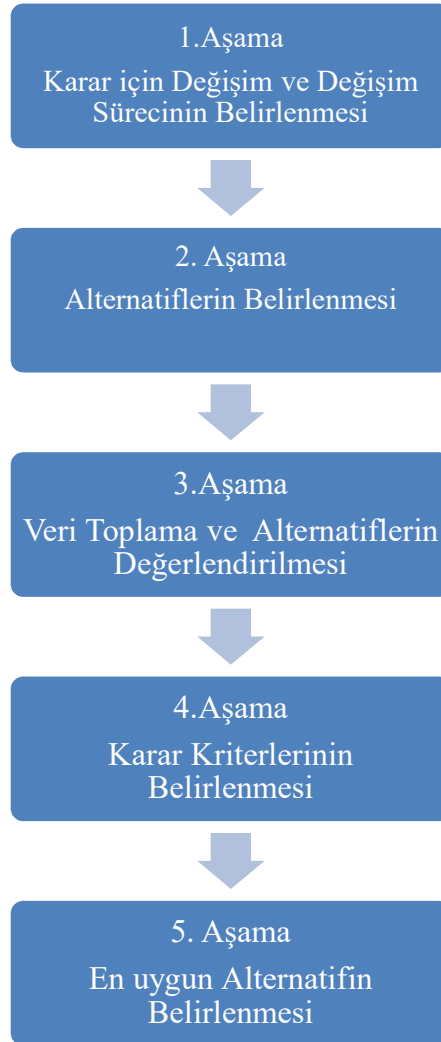 1.Aşama
Karar için Değişim ve Değişim
Sürecinin Belirlenmesi
2. Aşama
Alternatiflerin Belirlenmesi
3.Aşama
Veri Toplama ve Alternatiflerin
Değerlendirilmesi
4.Aşama
Karar Kriterlerinin
Belirlenmesi
5. Aşama
En uygun Alternatifin
Belirlenmesi